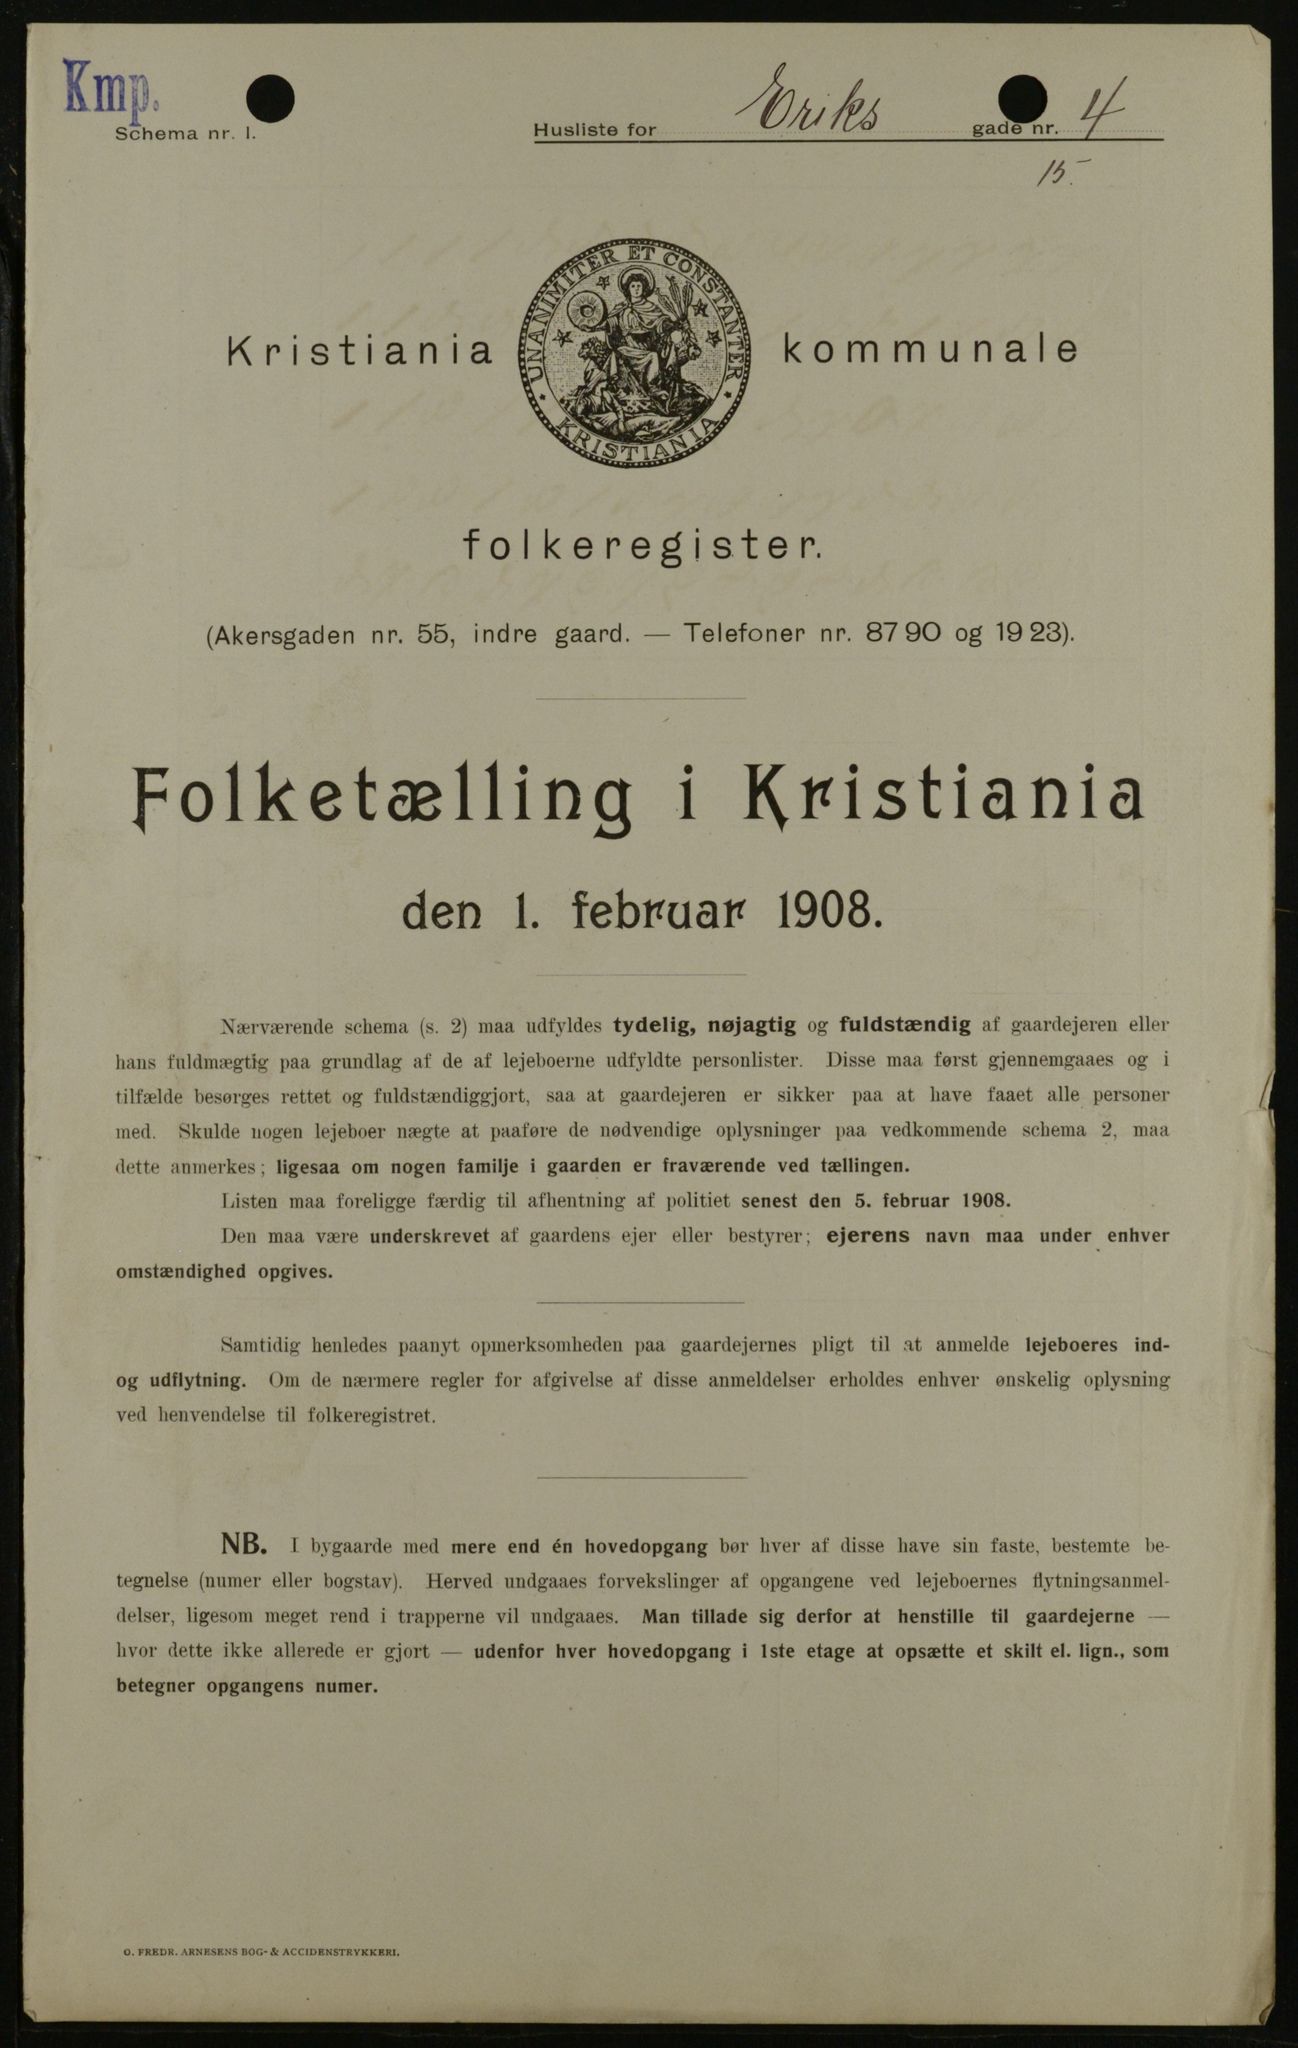 Kmp.
Schema nr. 1.
Husliste for Eriks gade nr. 4
15.
UNANIMITER ET CONSTANTER
KRISTIANIA
Kristiania kommunale
folkeregister.
(Akersgaden nr. 55, indre gaard. — Telefoner nr. 87 90 og 19 23).
Folketælling i Kristiania
den 1. februar 1908.
Nærværende schema (s. 2) maa udfyldes tydelig, nøjagtig og fuldstændig af gaardejeren eller
hans fuldmægtig paa grundlag af de af lejeboerne udfyldte personlister. Disse maa først gjennemgaaes og i
tilfælde besørges rettet og fuldstændiggjort, saa at gaardejeren er sikker paa at have faaet alle personer
med. Skulde nogen lejeboer nægte at paaføre de nødvendige oplysninger paa vedkommende schema 2, maa
dette anmerkes; ligesaa om nogen familje i gaarden er fraværende ved tællingen.
Listen maa foreligge færdig til afhentning af politiet senest den 5. februar 1908.
Den maa være underskrevet af gaardens ejer eller bestyrer; ejerens navn maa under enhver
omstændighed opgives.
Samtidig henledes paanyt opmerksomheden paa gaardejernes pligt til at anmelde lejeboeres ind-
og udflytning. Om de nærmere regler for afgivelse af disse anmeldelser erholdes enhver ønskelig oplysning
ved henvendelse til folkeregistret.
NB. I bygaarde med mere end én hovedopgang bør hver af disse have sin faste, bestemte be-
tegnelse (numer eller bogstav). Herved undgaaes forvekslinger af opgangene ved lejeboernes flytningsanmel-
delser, ligesom meget rend i trapperne vil undgaaes. Man tillade sig derfor at henstille til gaardejerne —
hvor dette ikke allerede er gjort — udenfor hver hovedopgang i 1ste etage at opsætte et skilt el. lign., som
betegner opgangens numer.
O. FREDR. ARNESENS BOG- & ACCIDENSTRYKKERI.